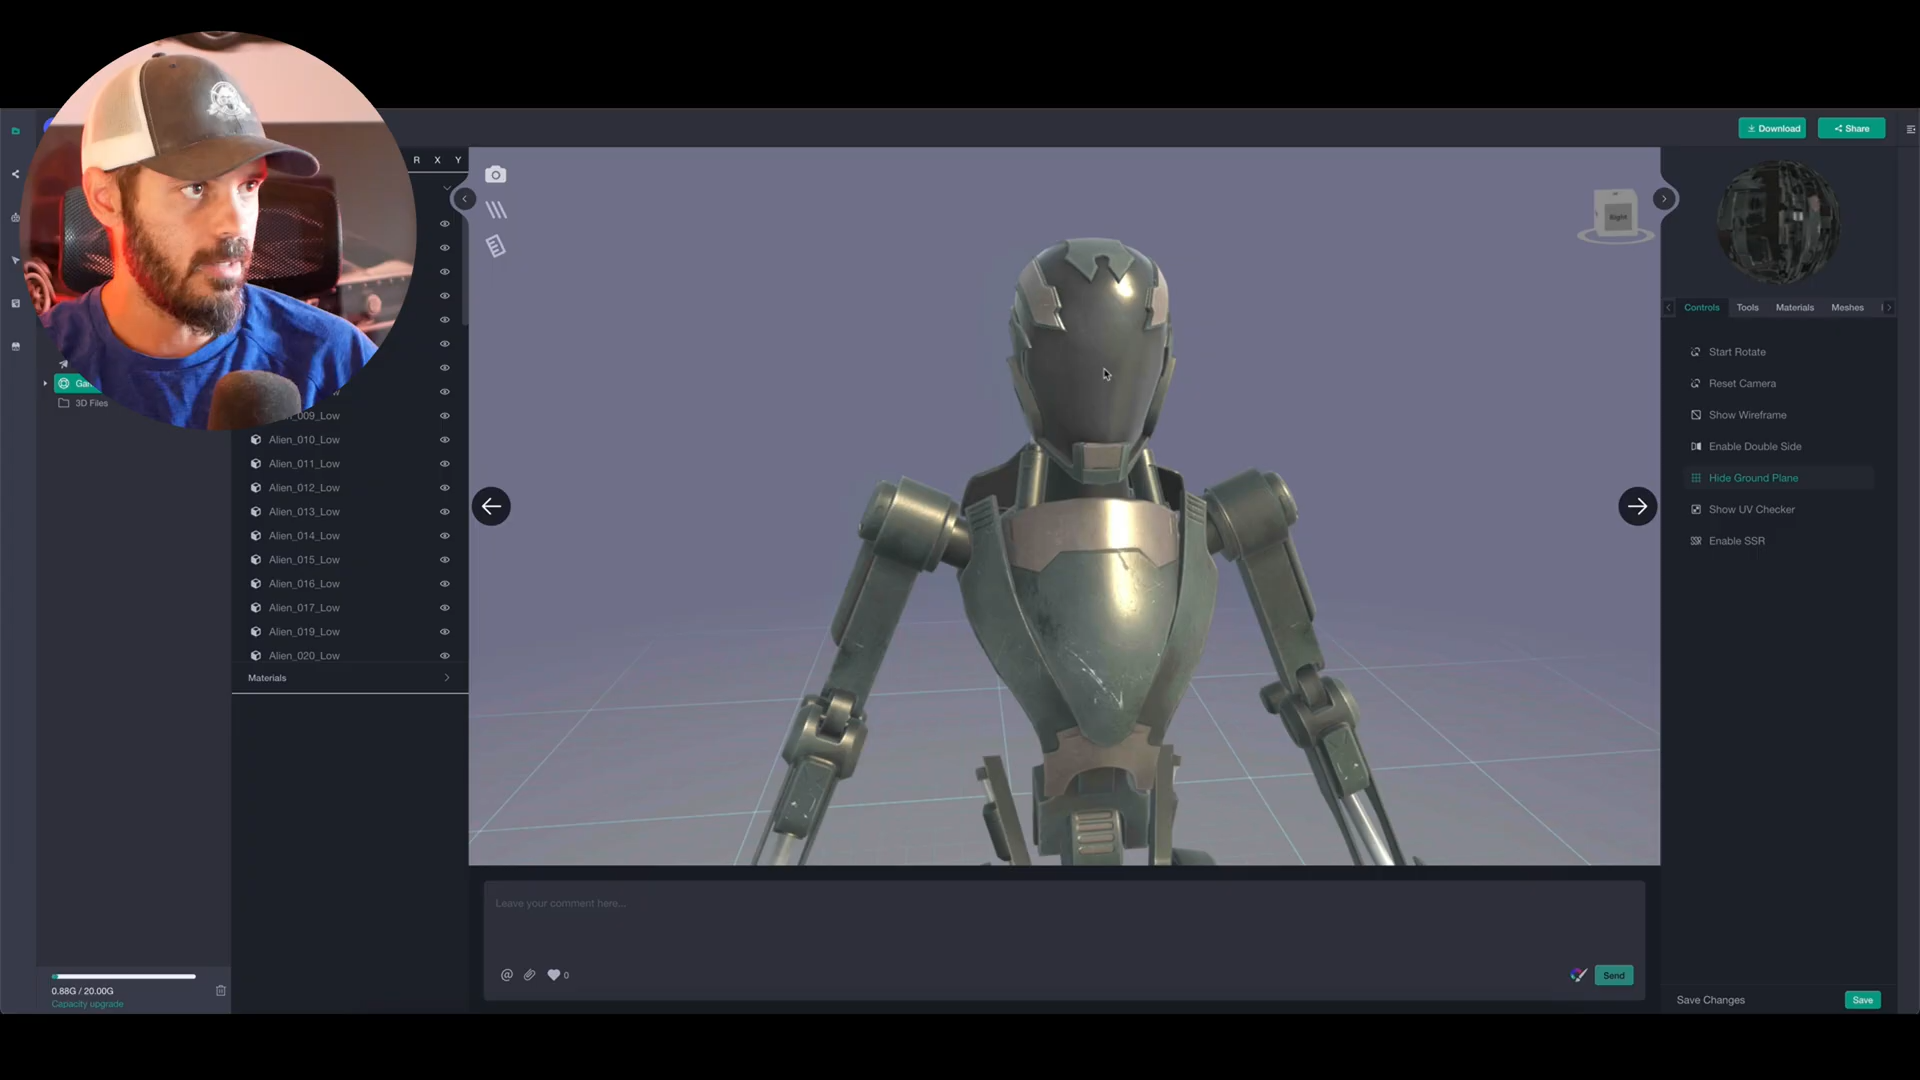 Download
Share
R X Y
Right
Controls
Tools
Materials
Meshes
Start Rotate
Reset Camera
Show Wireframe
Enable Double Side
Hide Ground Plane
Show UV Checker
Enable SSR
3D Files
Alien_010_Low
Alien_011_Low
Alien_012_Low
Alien_013_Low
Alien_014_Low
Alien_015_Low
Alien_016_Low
Alien_017_Low
Alien_019_Low
Alien_020_Low
Materials
Leave your comment here...
@
0
Send
0.88G / 20.00G
Capacity upgrade
Save Changes
Save